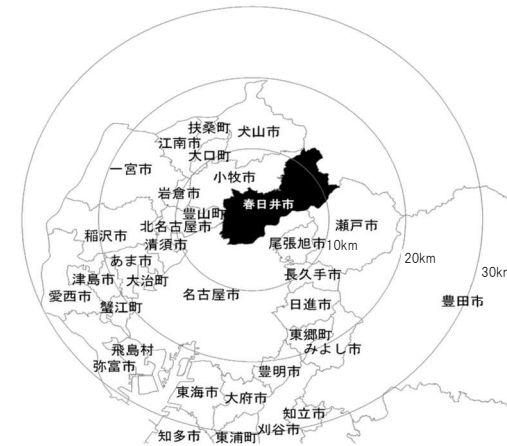 扶桑町
犬山市
江南市
大口町
一宮市
小牧市
岩倉市
春日井市
豊山町
北名古屋市
瀬戸市
稲沢市
清須市
尾張旭市
10km
あま市
20km
津島市
大治町
長久手市
30km
愛西市
名古屋市
蟹江町
日進市
豊田市
東郷町
みよし市
飛島村
弥富市
豊明市
東海市
大府市
知立市
知多市
東浦町
刈谷市